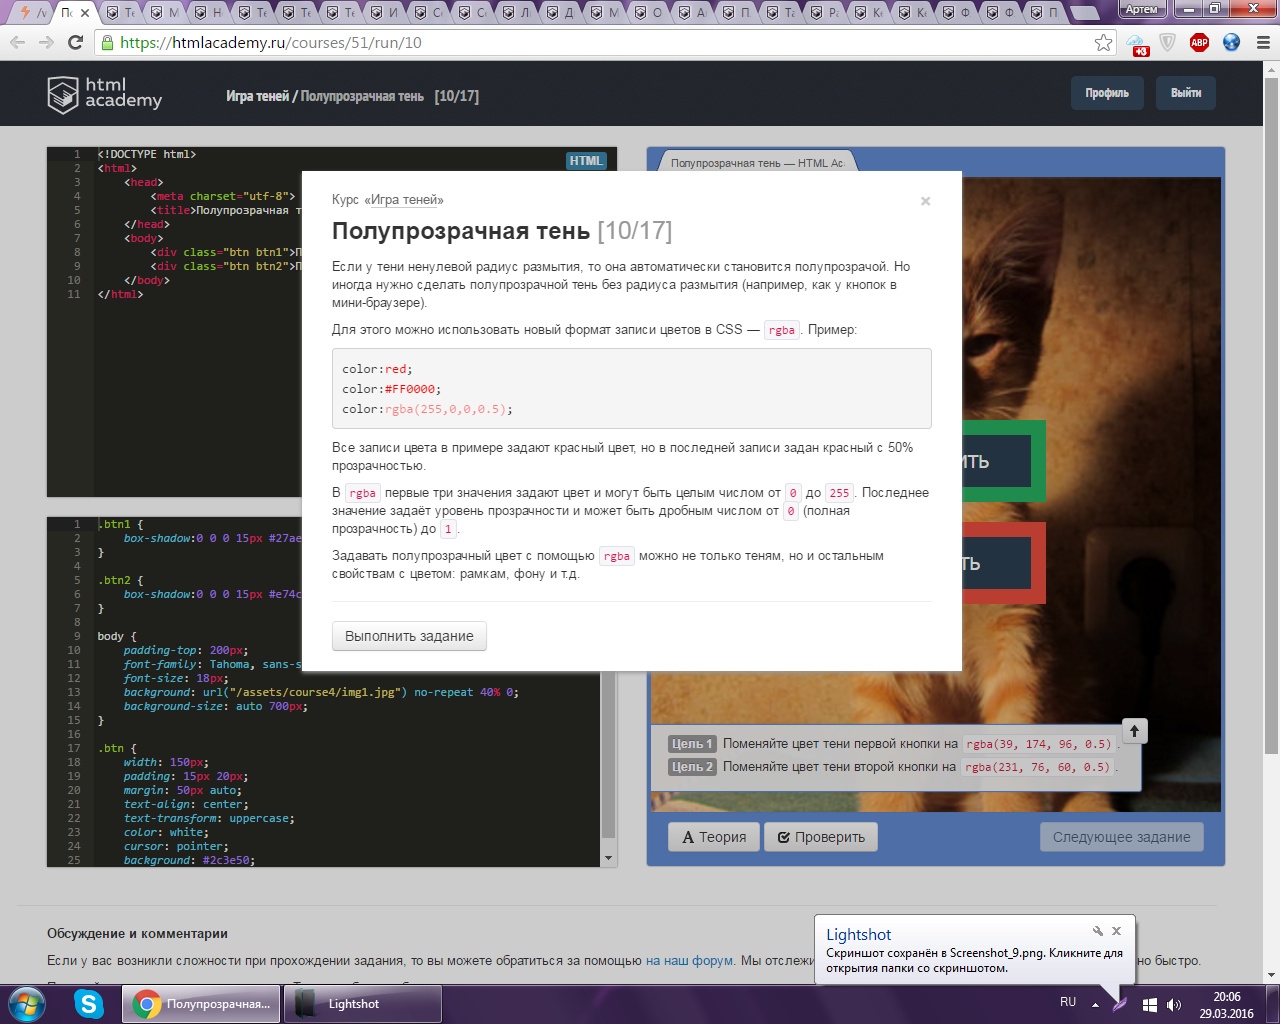 Артем
https://htmlacademy.ru/courses/51/run/10
+3
ABP
html
academy
Игра теней / Полупрозрачная тень [10/17]
Профиль
Выйти
HTML
1 <!DOCTYPE html>
2 <html>
3 <head>
4 <meta charset="utf-8">
5 <title>Полупрозрачная т
6 </head>
7 <body>
8 <div class="btn btn1">П
9 <div class="btn btn2">П
10 </body>
11 </html>
1 .btn1 {
2 box-shadow:0 0 0 15px #27ae
3 }
4
5 .btn2 {
6 box-shadow:0 0 0 15px #e74c
7 }
8
9 body {
10 padding-top: 200px;
11 font-family: Tahoma, sans-s
12 font-size: 18px;
13 background: url("/assets/course4/img1.jpg") no-repeat 40% 0;
14 background-size: auto 700px;
15 }
16
17 .btn {
18 width: 150px;
19 padding: 15px 20px;
20 margin: 50px auto;
21 text-align: center;
22 text-transform: uppercase;
23 color: white;
24 cursor: pointer;
25 background: #2c3e50;
Курс «Игра теней»
×
Полупрозрачная тень [10/17]
Если у тени ненулевой радиус размытия, то она автоматически становится полупрозрачой. Но
иногда нужно сделать полупрозрачной тень без радиуса размытия (например, как у кнопок в
мини-браузере).
Для этого можно использовать новый формат записи цветов в CSS — rgba. Пример:
color:red;
color:#FF0000;
color:rgba(255,0,0,0.5);
Все записи цвета в примере задают красный цвет, но в последней записи задан красный с 50%
прозрачностью.
В rgba первые три значения задают цвет и могут быть целым числом от 0 до 255. Последнее
значение задаёт уровень прозрачности и может быть дробным числом от 0 (полная
прозрачность) до 1.
Задавать полупрозрачный цвет с помощью rgba можно не только теням, но и остальным
свойствам с цветом: рамкам, фону и т.д.
Выполнить задание
Полупрозрачная тень — HTML Ac
ИТЬ
ТЬ
Цель 1 Поменяйте цвет тени первой кнопки на rgba(39, 174, 96, 0.5).
Цель 2 Поменяйте цвет тени второй кнопки на rgba(231, 76, 60, 0.5).
Теория
Проверить
Следующее задание
Обсуждение и комментарии
Если у вас возникли сложности при прохождении задания, то вы можете обратиться за помощью на наш форум. Мы отслежи
но быстро.
Lightshot
Скриншот сохранён в Screenshot_9.png. Кликните для
открытия папки со скриншотом.
Полупрозрачная...
Lightshot
RU
20:06
29.03.2016